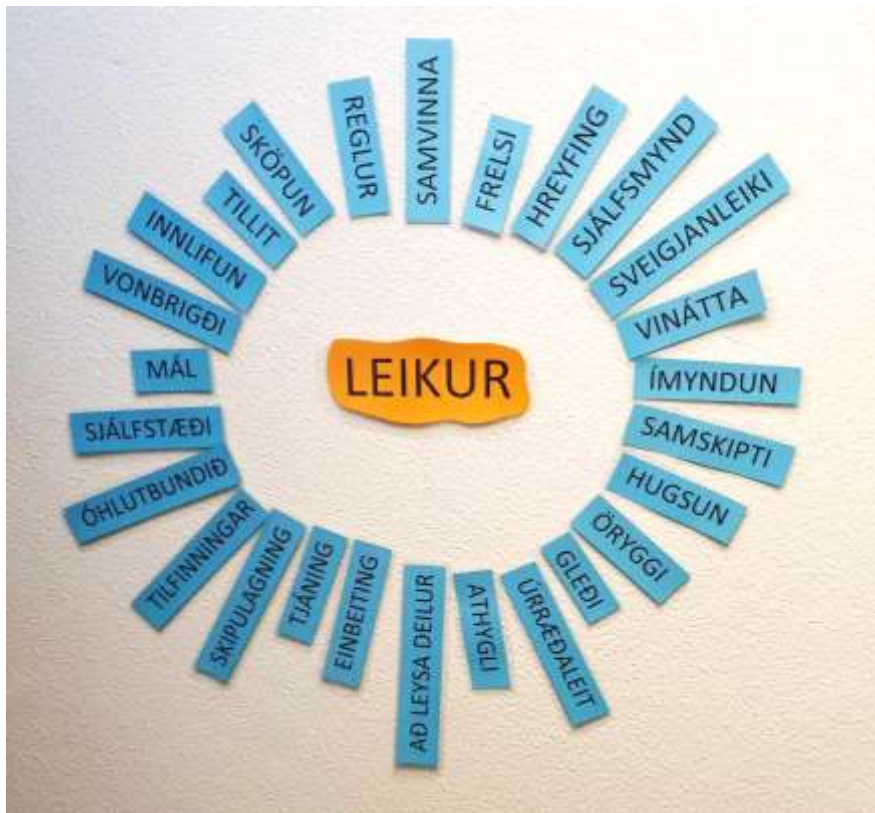 LEIKUR
SAMVINNA
FRELSI
HREYFING
SJÁLFSMYND
SVEIGJANLEIKI
VINÁTTA
ÍMYNDUN
SAMSKIPTI
HUGSUN
ÖRYGGI
GLEÐI
ÚRRÆÐALEIT
ATHYGLI
AÐ LEYSA DEILUR
EINBEITING
TJÁNING
SKIPULAGNING
TILFINNINGAR
ÓHLUTBUNDIÐ
SJÁLFSTÆÐI
MÁL
VONBRIGÐI
INNLIFUN
TILLIT
SKÖPUN
REGLUR